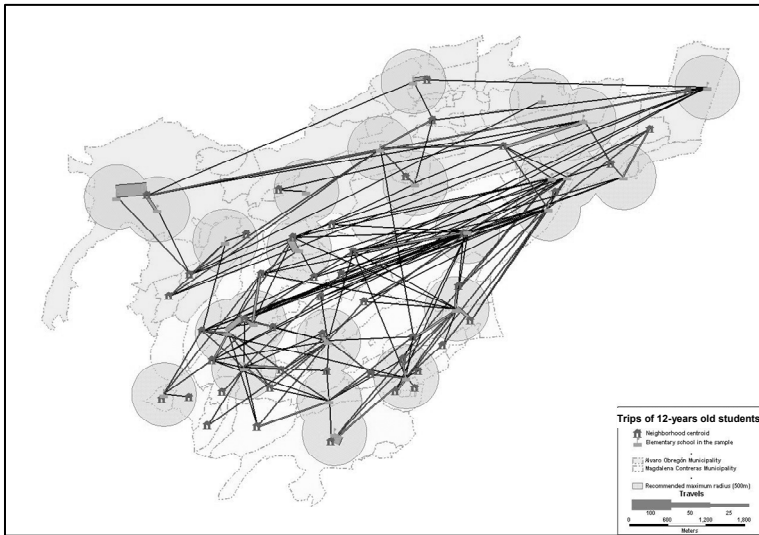 Trips of 12-years old students
Neighborhood centroid
Elementary school in the sample
Alvaro Obregón Municipality
Magdalena Contreras Municipality
Recommended maximum radius (500m)
Travels
100 50 25
0 600 1,200 1,800
Meters